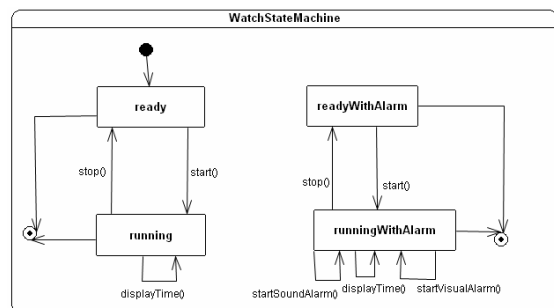 WatchStateMachine
ready
readyWithAlarm
stop()
start()
stop()
start()
running
runningWithAlarm
displayTime()
startSoundAlarm()
displayTime()
startVisualAlarm()